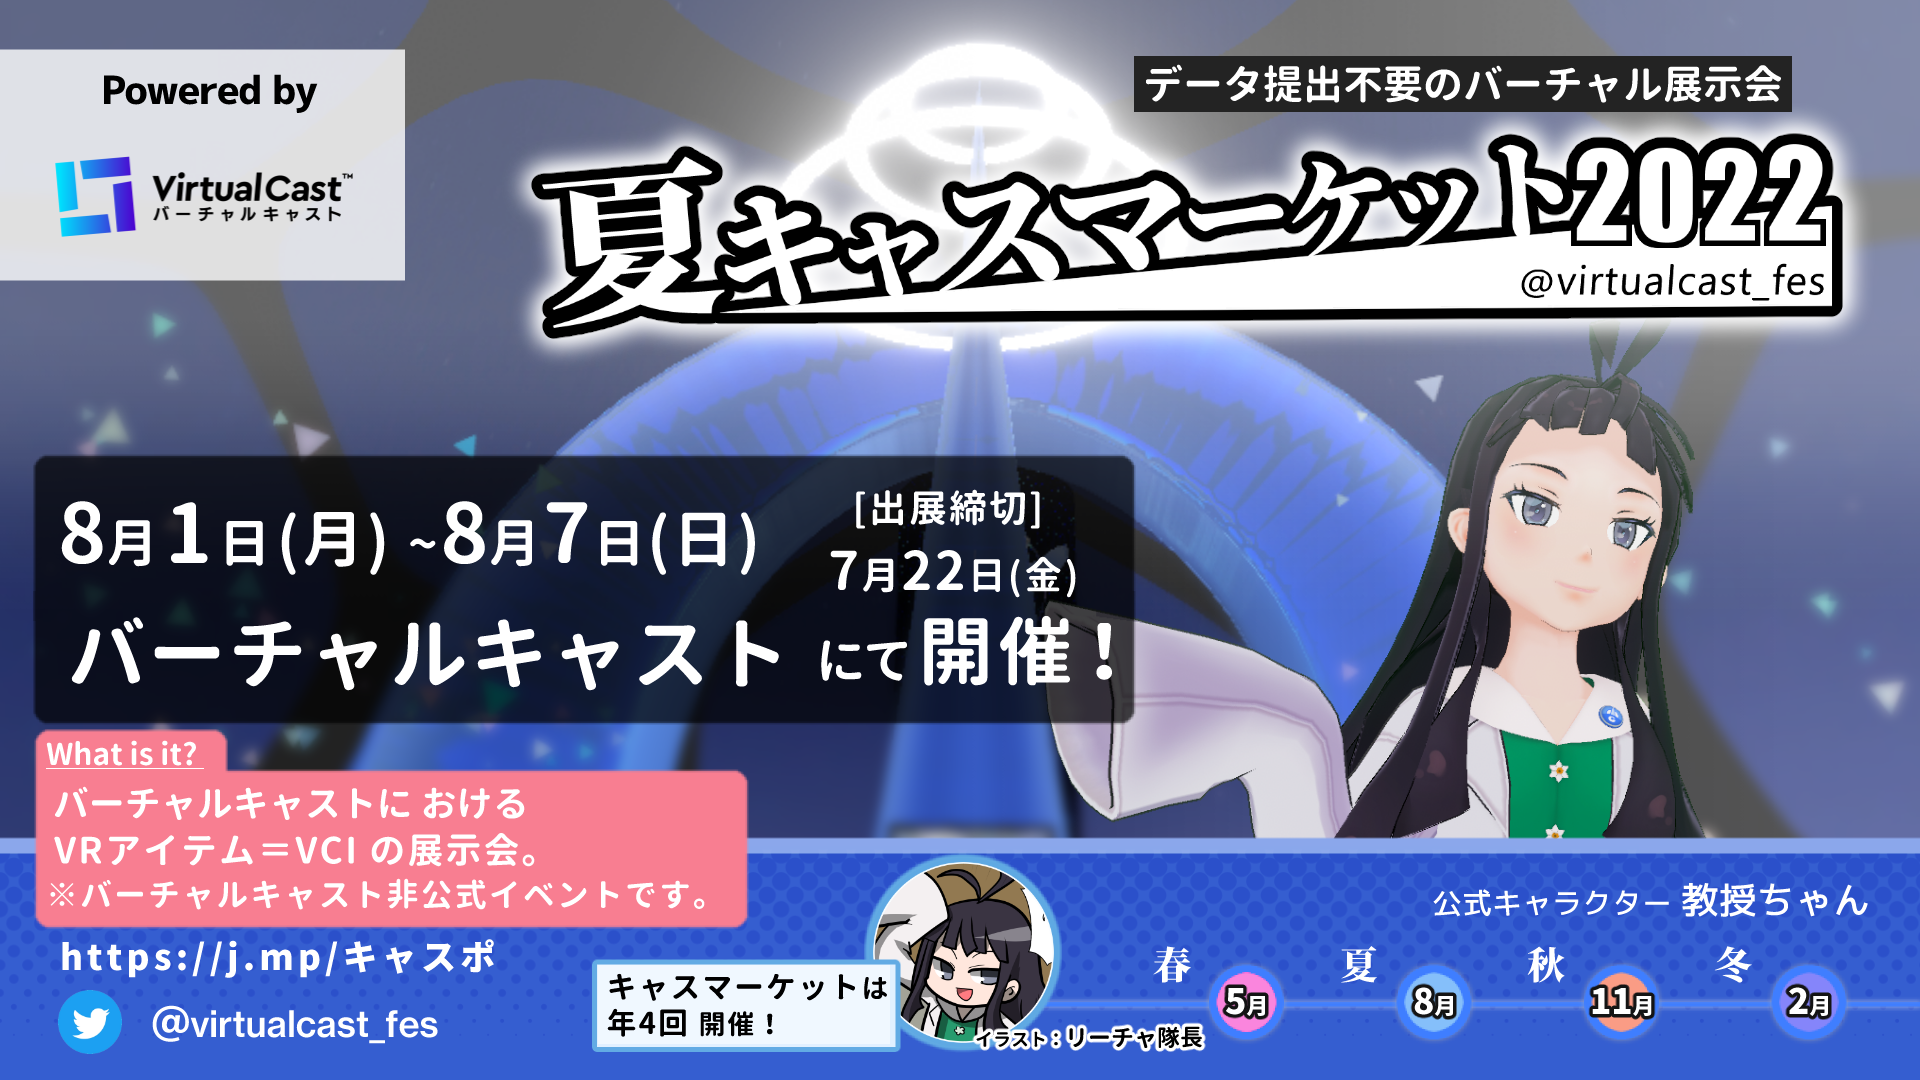 Powered by
VirtualCast™
バーチャルキャスト
データ提出不要のバーチャル展示会
夏キャスマーケット2022
@virtualcast_fes
8月1日(月) ~8月7日(日)
[出展締切]
7月22日(金)
バーチャルキャスト にて開催！
What is it?
バーチャルキャストに おける
VRアイテム＝VCI の展示会。
※バーチャルキャスト非公式イベントです。
https://j.mp/キャスポ
@virtualcast_fes
キャスマーケットは
年4回 開催！
イラスト：リーチャ隊長
公式キャラクター 教授ちゃん
春 5月
夏 8月
秋 11月
冬 2月